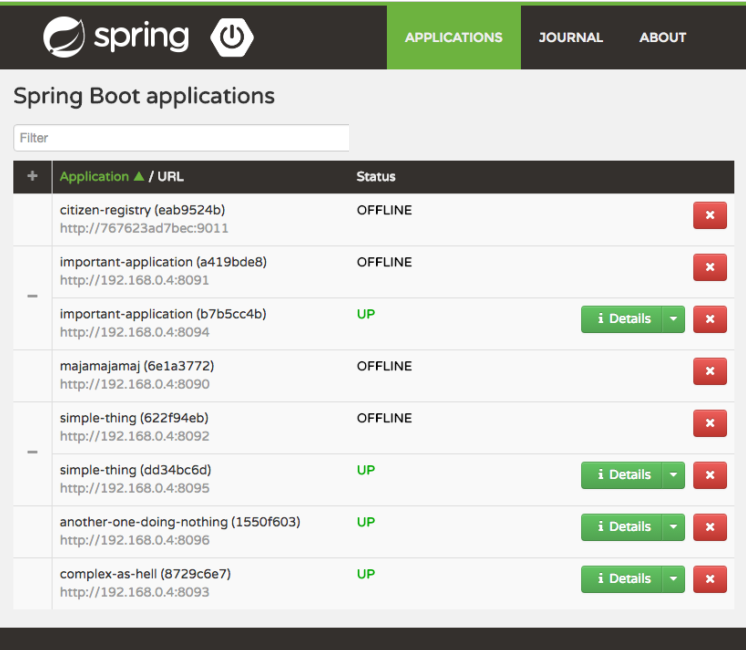 spring
APPLICATIONS JOURNAL ABOUT
Spring Boot applications
Filter
+ Application ▲ / URL Status
citizen-registry (eab9524b) OFFLINE
http://767623ad7bec:9011
important-application (a419bde8) OFFLINE
http://192.168.0.4:8091
important-application (b7b5cc4b) UP i Details
http://192.168.0.4:8094
majamajamaj (6e1a3772) OFFLINE
http://192.168.0.4:8090
simple-thing (622f94eb) OFFLINE
http://192.168.0.4:8092
simple-thing (dd34bc6d) UP i Details
http://192.168.0.4:8095
another-one-doing-nothing (1550f603) UP i Details
http://192.168.0.4:8096
complex-as-hell (8729c6e7) UP i Details
http://192.168.0.4:8093